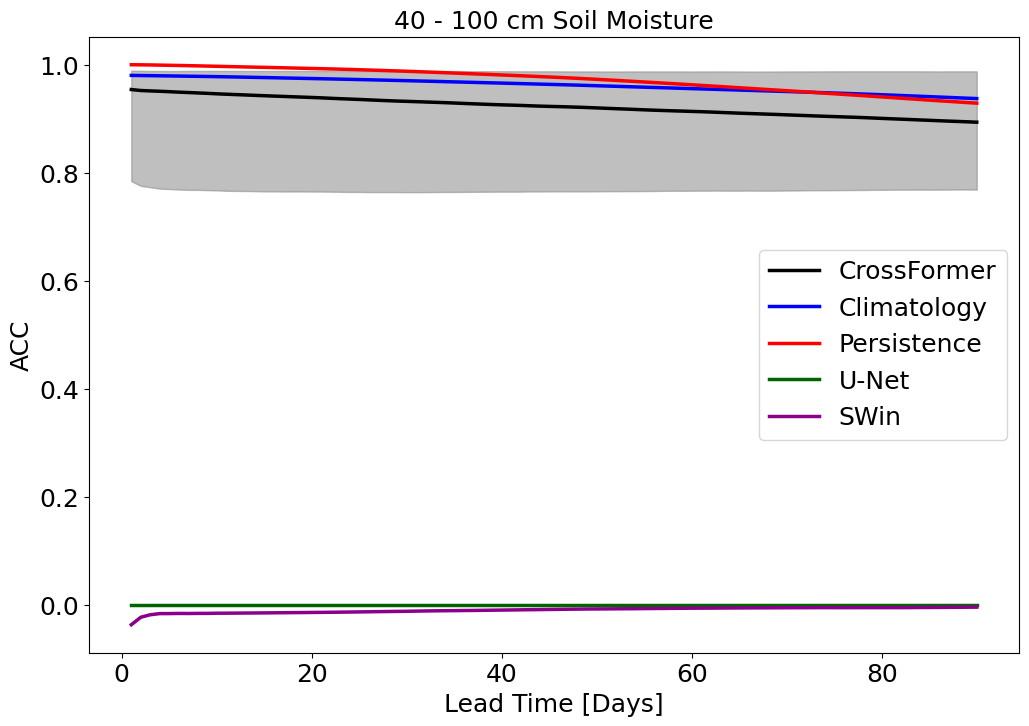 40 - 100 cm Soil Moisture
ACC
1.0
0.8
0.6
0.4
0.2
0.0
CrossFormer
Climatology
Persistence
U-Net
SWin
0
20
40
60
80
Lead Time [Days]